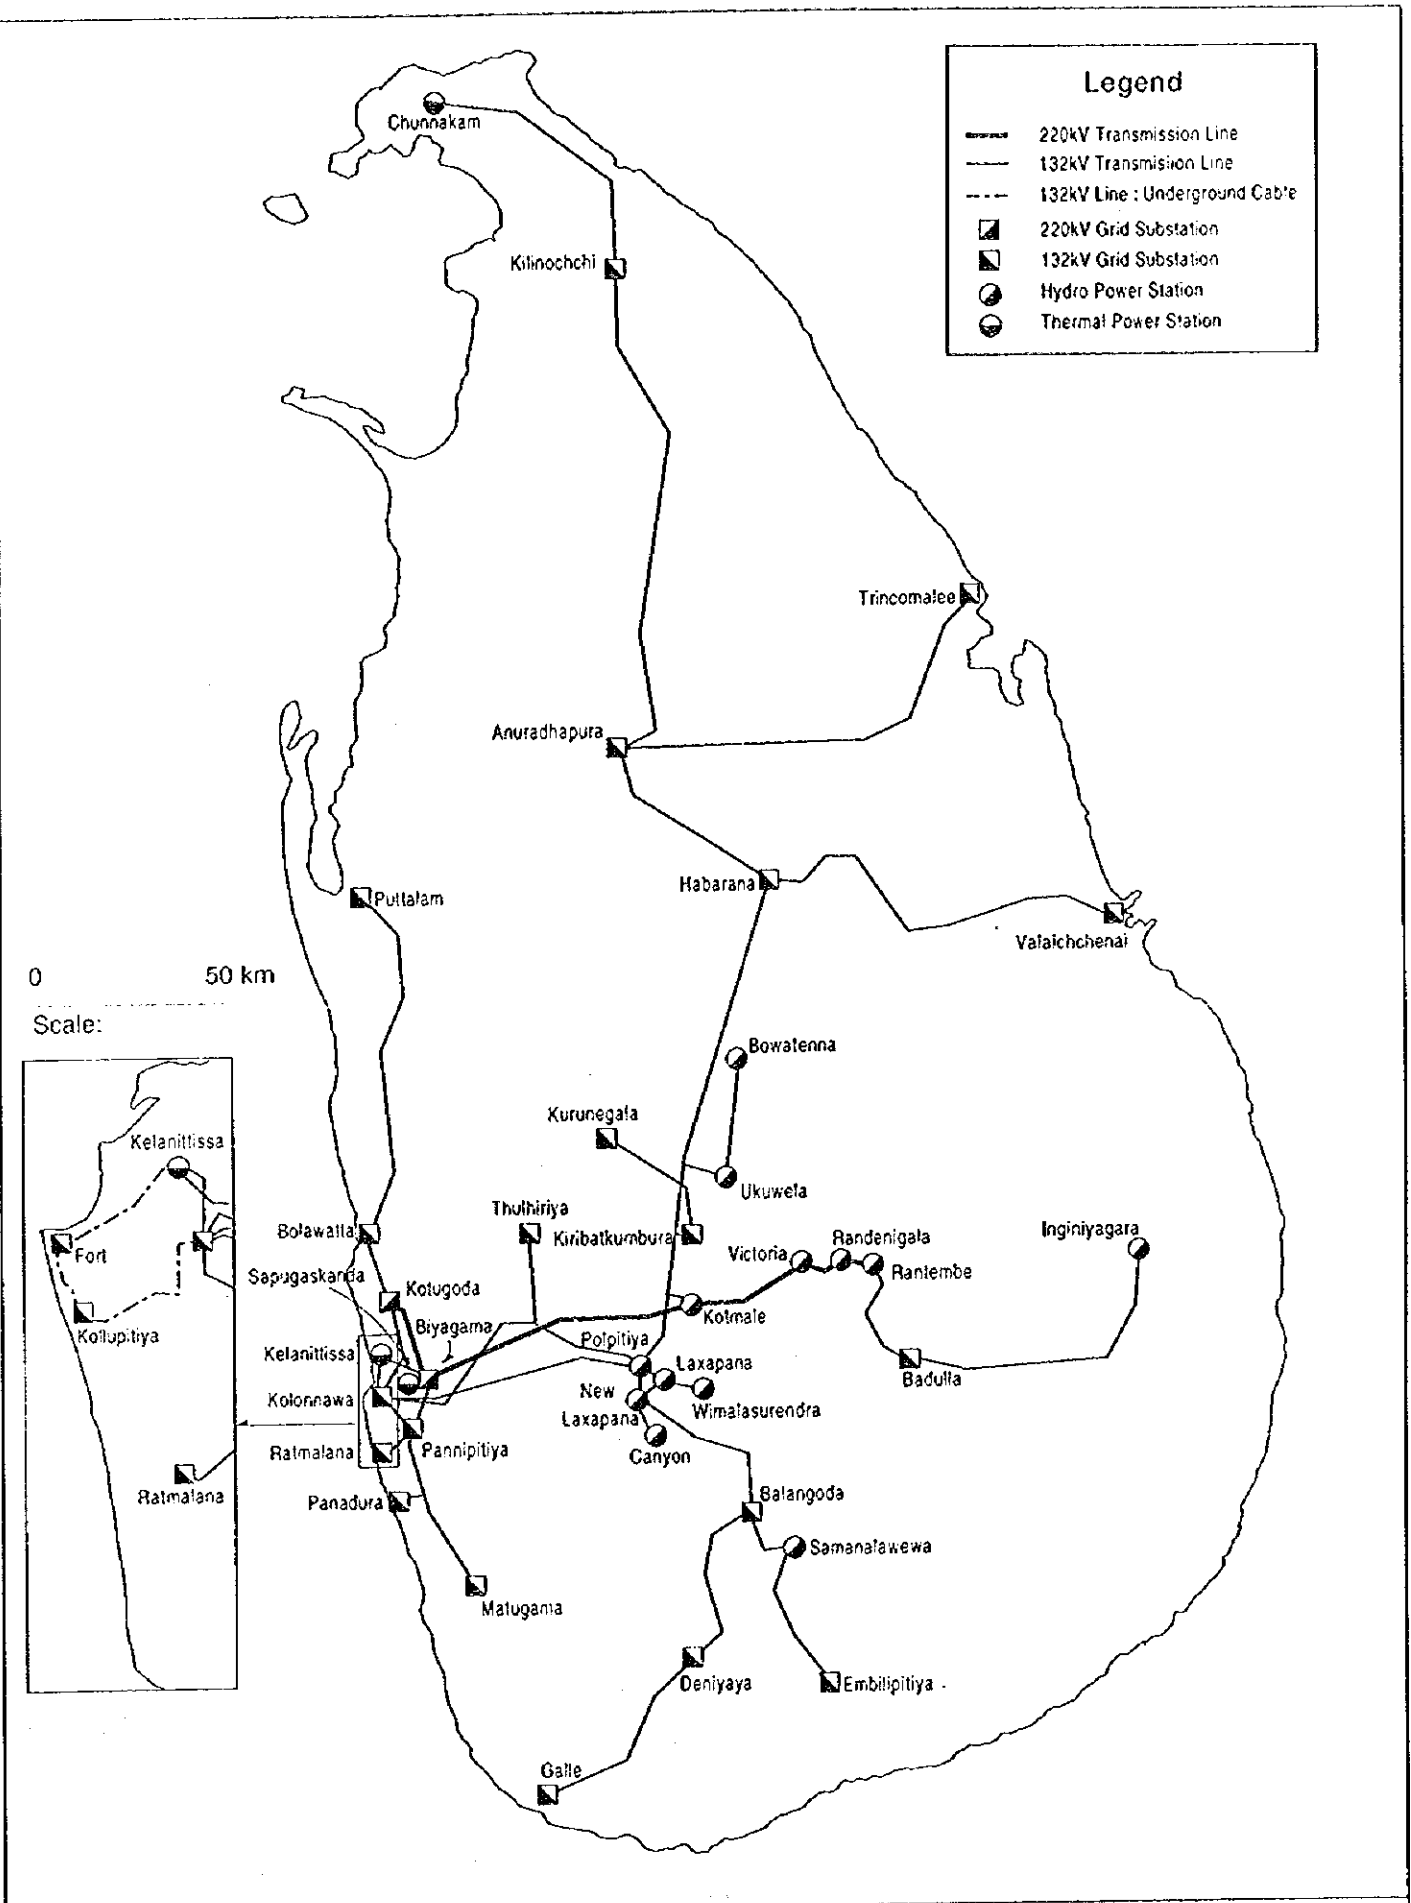 Legend
220kV Transmission Line
132kV Transmission Line
132kV Line : Underground Cable
220kV Grid Substation
132kV Grid Substation
Hydro Power Station
Thermal Power Station
Chunnakam
Kilinochchi
Trincomalee
Anuradhapura
Habarana
Puttalam
Valaichchenai
0 50 km
Scale:
Bowatenna
Kurunegala
Kelanittissa
Ukuwela
Thulhiriya
Bolawatta
Kiribatkumbura
Inginiyagara
Fort
Victoria
Randenigala
Rantembe
Sapugaskanda
Kotugoda
Kotmale
Kollupitiya
Biyagama
Polpitiya
Kelanittissa
Laxapana
Badulla
Kolonnawa
New
Laxapana
Wimalasurendra
Ratmalana
Pannipitiya
Canyon
Ratmalana
Panadura
Balangoda
Samanalawewa
Matugama
Deniyaya
Embilipitiya
Galle